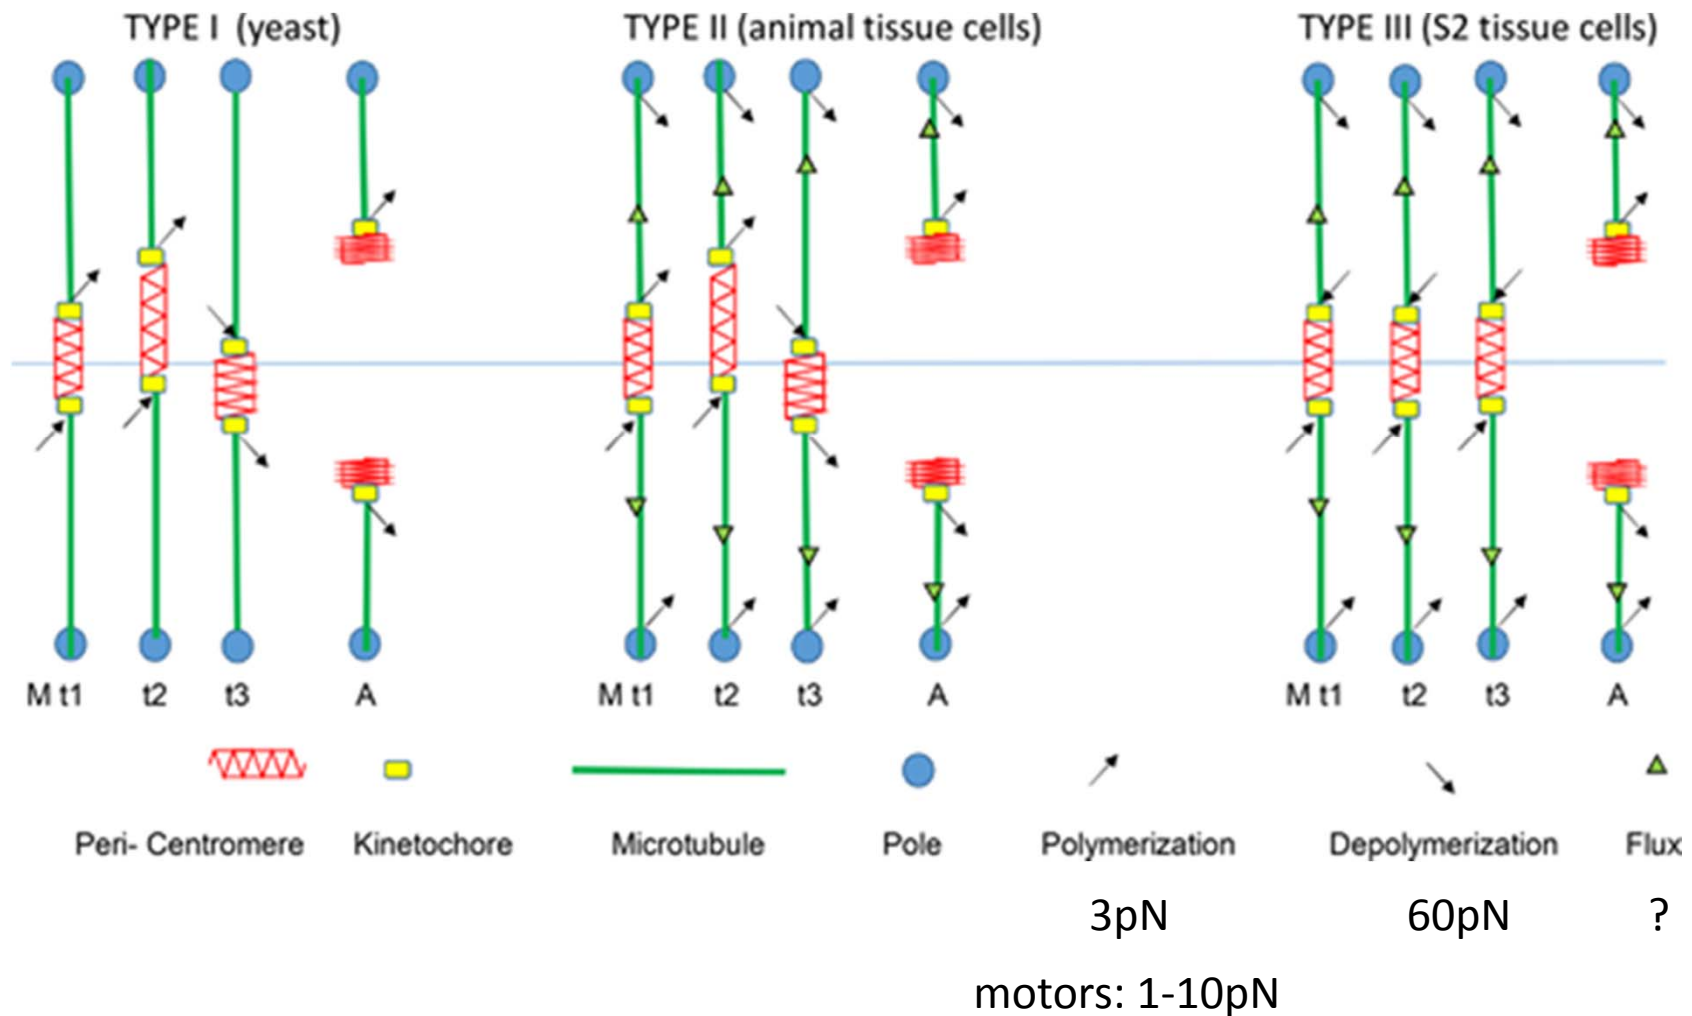 TYPE I (yeast)
TYPE II (animal tissue cells)
TYPE III (S2 tissue cells)
M t1 t2 t3 A
M t1 t2 t3 A
M t1 t2 t3 A
Peri- Centromere
Kinetochore
Microtubule
Pole
Polymerization
Depolymerization
Flux
3pN
60pN
?
motors: 1-10pN